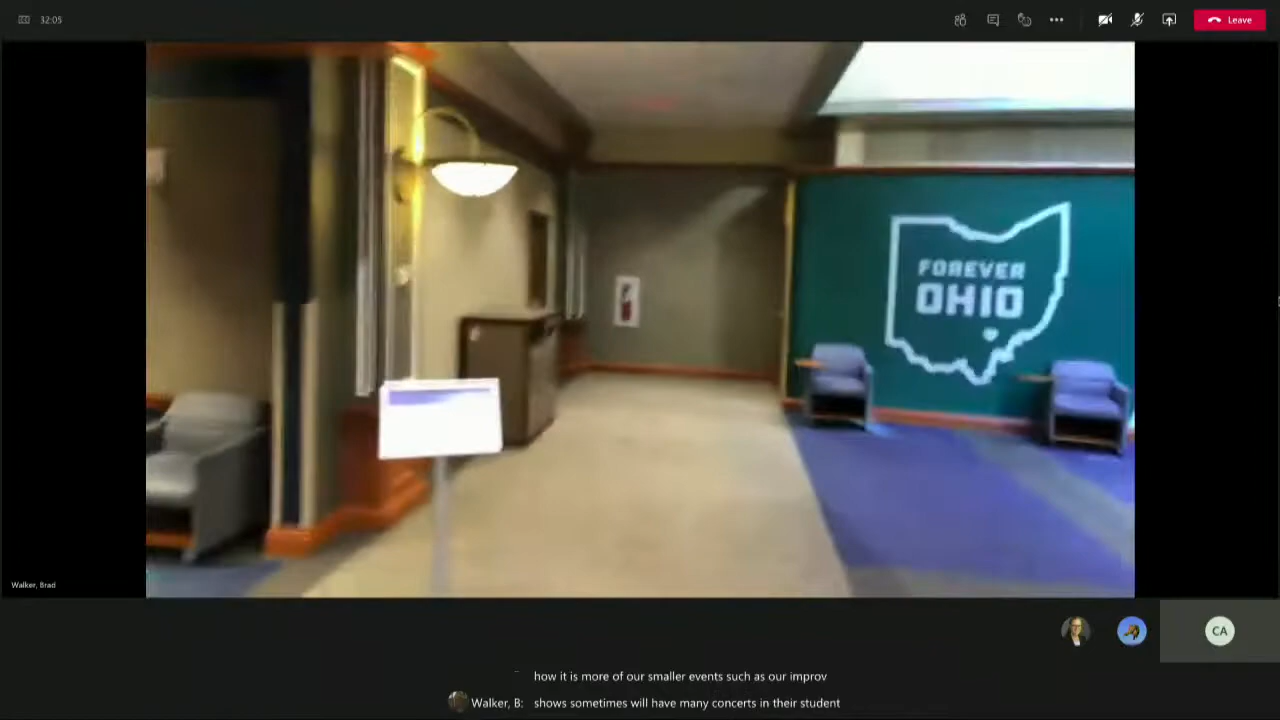 32:05
Leave
FOREVER
OHIO
Walker, Brad
CA
how it is more of our smaller events such as our improv
Walker, B: shows sometimes will have many concerts in their student